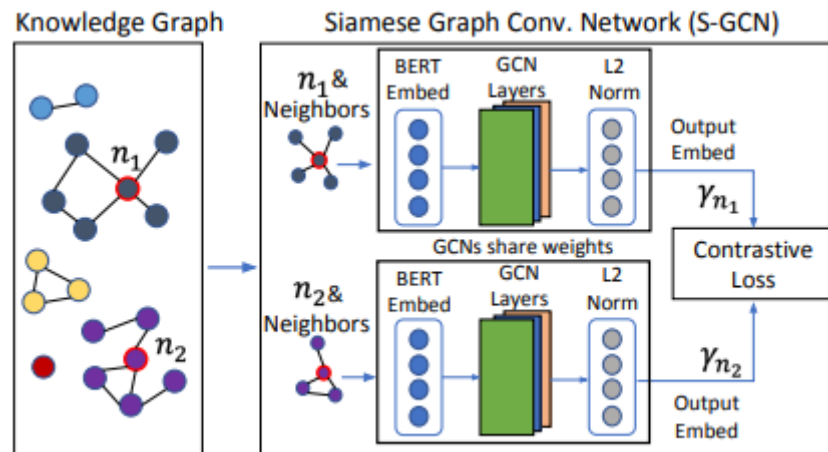 Knowledge Graph
Siamese Graph Conv. Network (S-GCN)
n₁
n₂
n₁ &
Neighbors
BERT
Embed
GCN
Layers
L2
Norm
Output
Embed
γₙ₁
GCNs share weights
Contrastive
Loss
n₂ &
Neighbors
BERT
Embed
GCN
Layers
L2
Norm
γₙ₂
Output
Embed